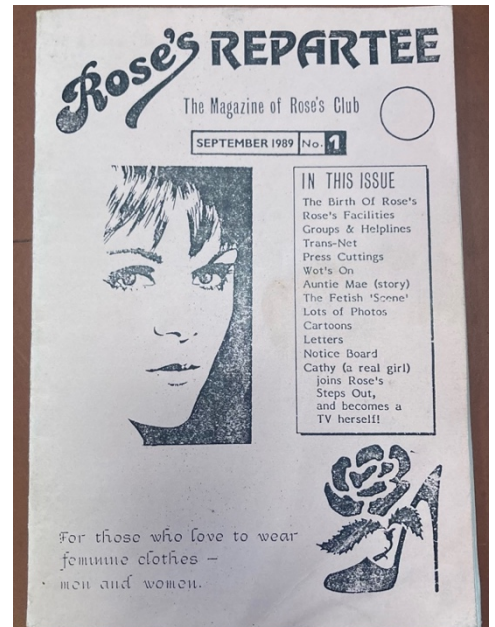 Rose's REPARTEE
The Magazine of Rose's Club
SEPTEMBER 1989 No. 1
IN THIS ISSUE
The Birth Of Rose's
Rose's Facilities
Groups & Helplines
Trans-Net
Press Cuttings
Wot's On
Auntie Mae (story)
The Fetish 'Scene'
Lots of Photos
Cartoons
Letters
Notice Board
Cathy (a real girl)
joins Rose's
Steps Out,
and becomes a
TV herself!
For those who love to wear
feminine clothes –
men and women.